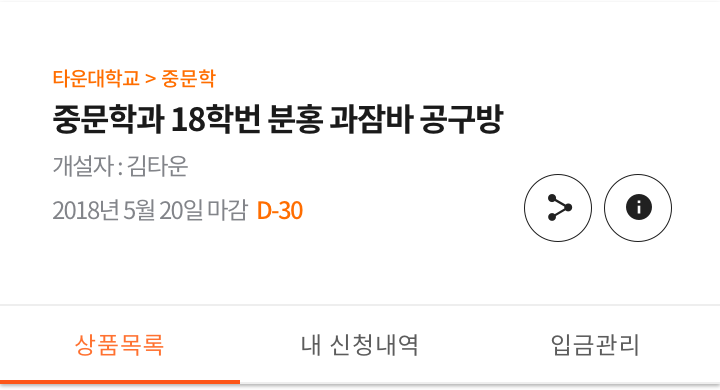 타운대학교 > 중문학
중문학과 18학번 분홍 과잠바 공구방
개설자 : 김타운
2018년 5월 20일 마감 D-30
상품목록 내 신청내역 입금관리